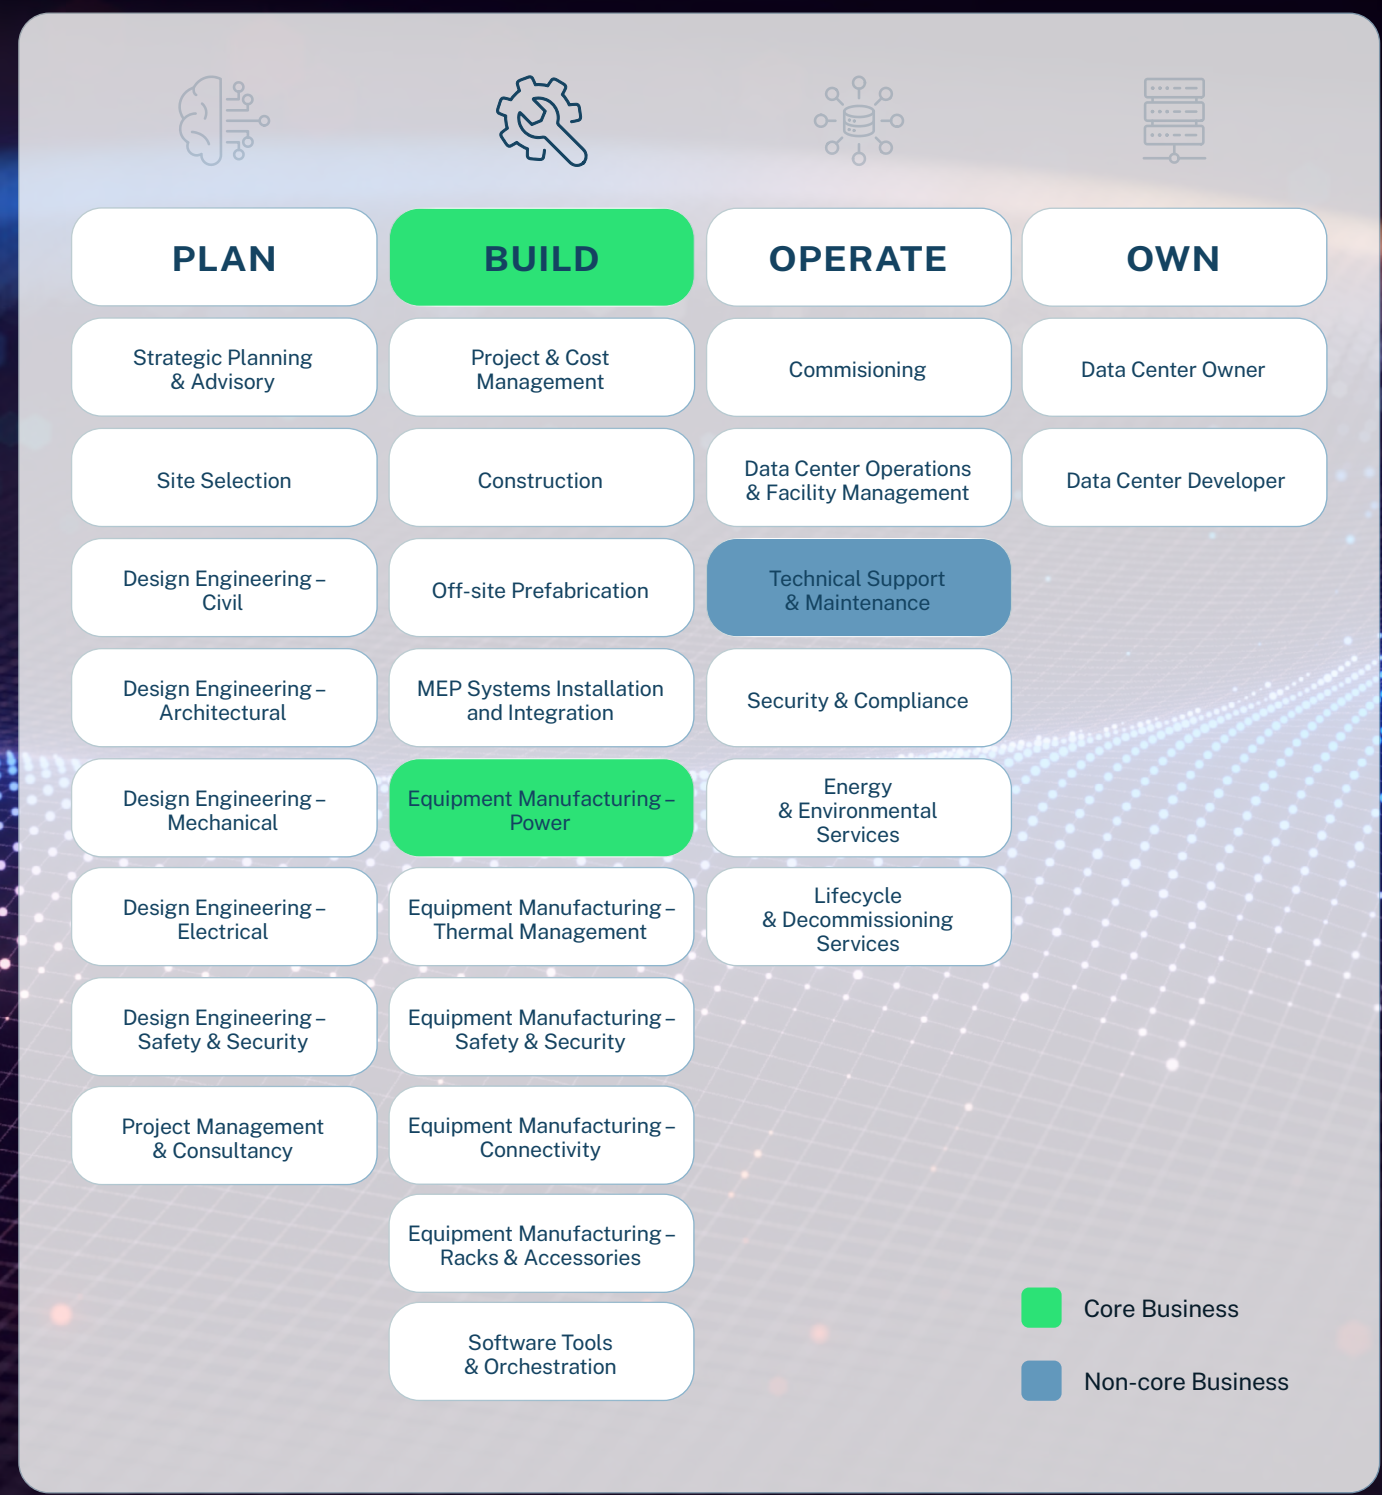 PLAN
Strategic Planning
& Advisory
Site Selection
Design Engineering –
Civil
Design Engineering –
Architectural
Design Engineering –
Mechanical
Design Engineering –
Electrical
Design Engineering –
Safety & Security
Project Management
& Consultancy
BUILD
Project & Cost
Management
Construction
Off-site Prefabrication
MEP Systems Installation
and Integration
Equipment Manufacturing –
Power
Equipment Manufacturing –
Thermal Management
Equipment Manufacturing –
Safety & Security
Equipment Manufacturing –
Connectivity
Equipment Manufacturing –
Racks & Accessories
Software Tools
& Orchestration
OPERATE
Commisioning
Data Center Operations
& Facility Management
Technical Support
& Maintenance
Security & Compliance
Energy
& Environmental
Services
Lifecycle
& Decommissioning
Services
OWN
Data Center Owner
Data Center Developer
Core Business
Non-core Business